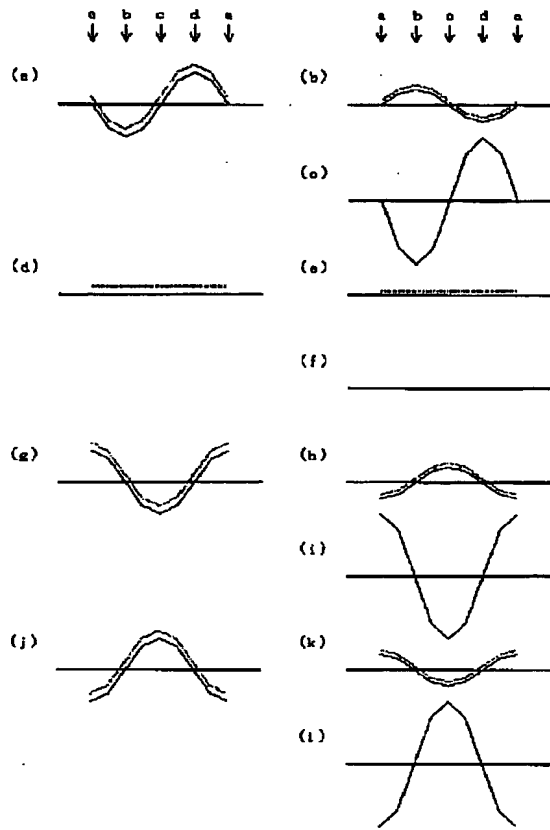 a b c d e a b c d e
(a) (b)
(c)
(d) (e)
(f)
(g) (h)
(i)
(j) (k)
(l)